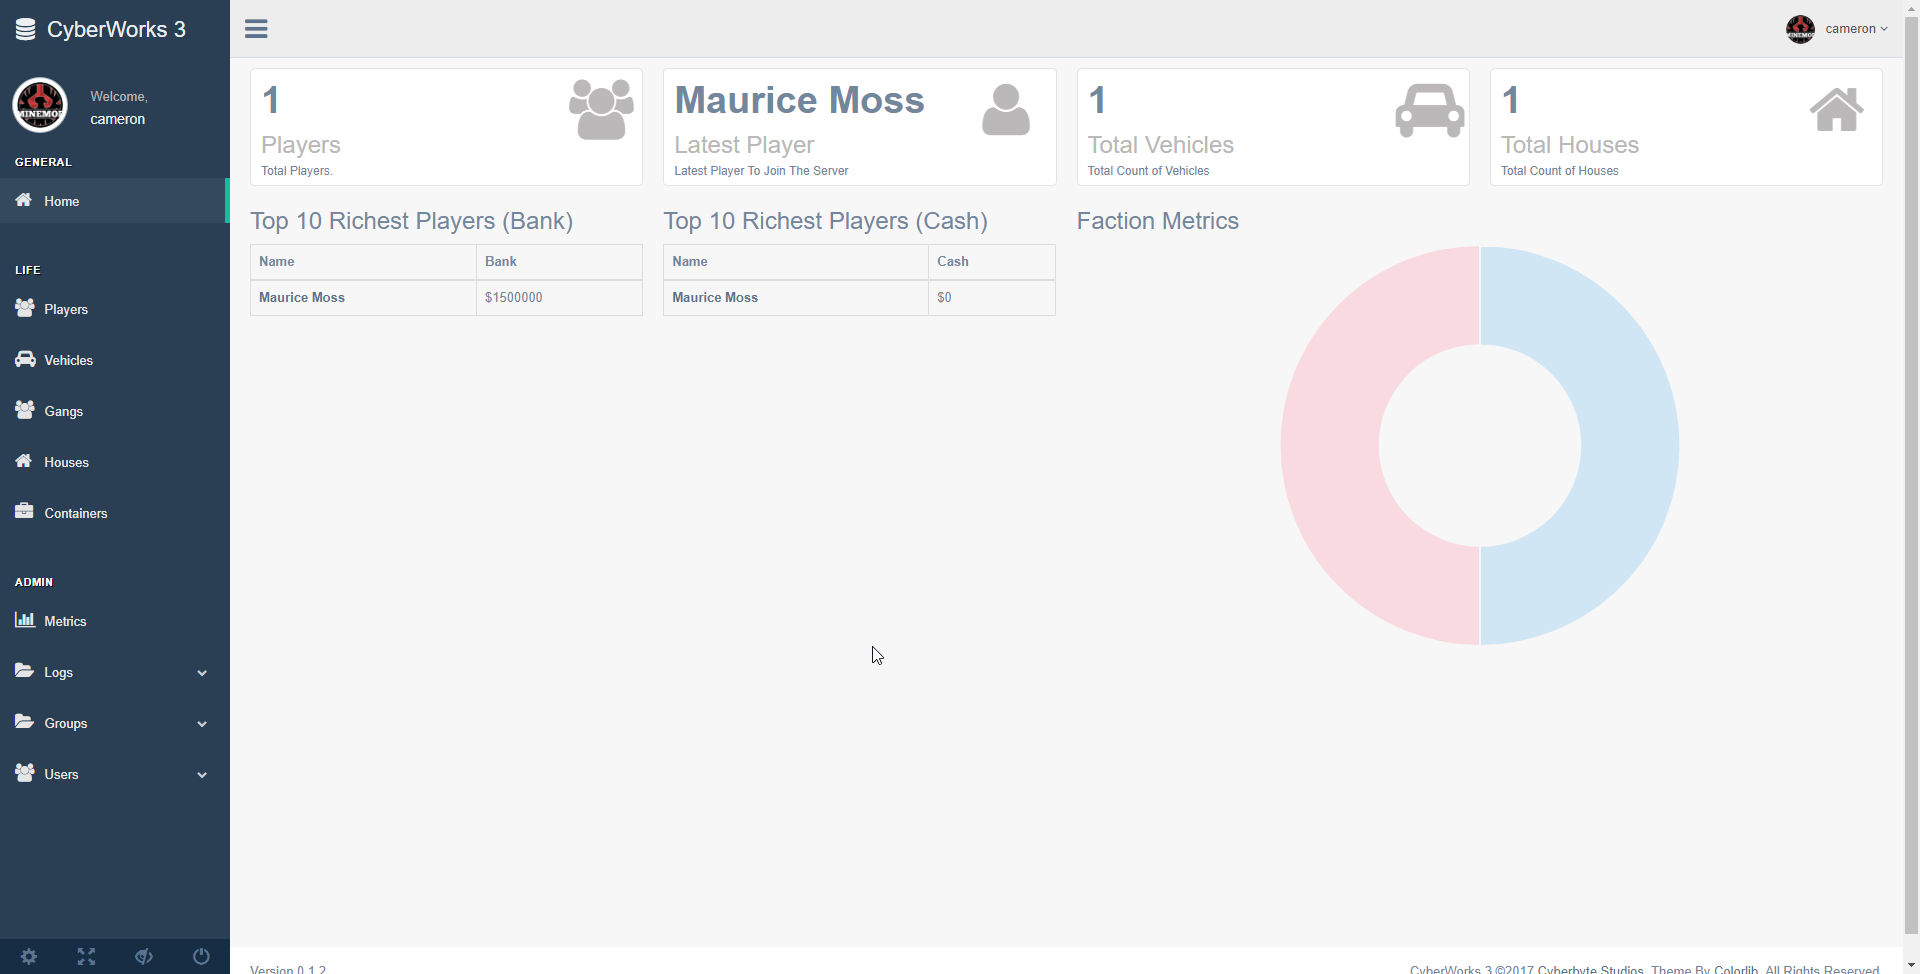 CyberWorks 3
Welcome,
cameron
GENERAL
Home
LIFE
Players
Vehicles
Gangs
Houses
Containers
ADMIN
Metrics
Logs
Groups
Users
cameron
1
Players
Total Players.
Maurice Moss
Latest Player
Latest Player To Join The Server
1
Total Vehicles
Total Count of Vehicles
1
Total Houses
Total Count of Houses
Top 10 Richest Players (Bank)
Name Bank
Maurice Moss $1500000
Top 10 Richest Players (Cash)
Name Cash
Maurice Moss $0
Faction Metrics
Version 0.1.2
CyberWorks 3 ©2017 Cyberbyte Studios. Theme By Colorlib. All Rights Reserved